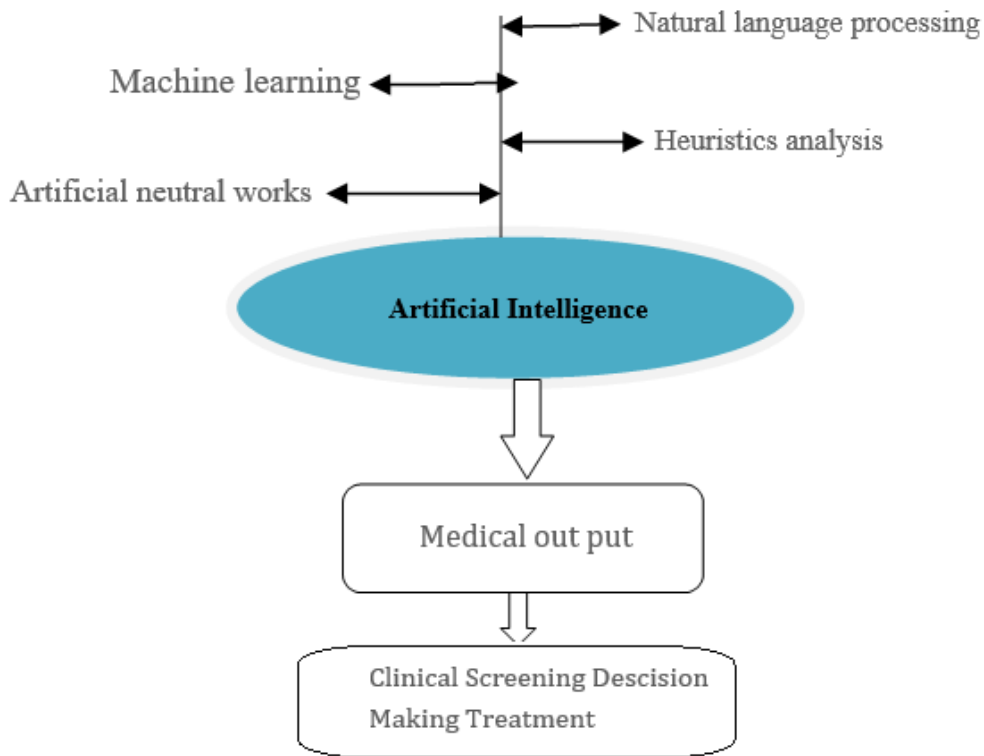 Natural language processing
Machine learning
Heuristics analysis
Artificial neutral works
Artificial Intelligence
Medical out put
Clinical Screening Descision
Making Treatment